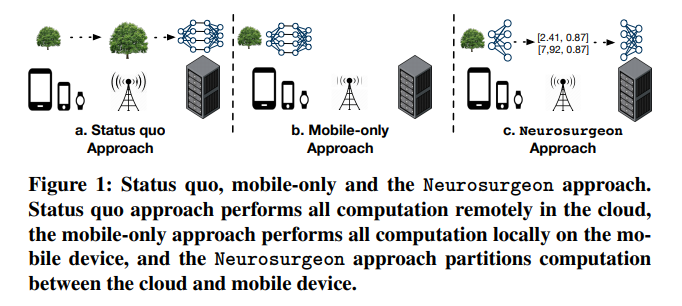 [2.41, 0.87]
[7,92, 0.87]
a. Status quo
Approach
b. Mobile-only
Approach
c. Neurosurgeon
Approach
Figure 1: Status quo, mobile-only and the Neurosurgeon approach.
Status quo approach performs all computation remotely in the cloud,
the mobile-only approach performs all computation locally on the mo-
bile device, and the Neurosurgeon approach partitions computation
between the cloud and mobile device.